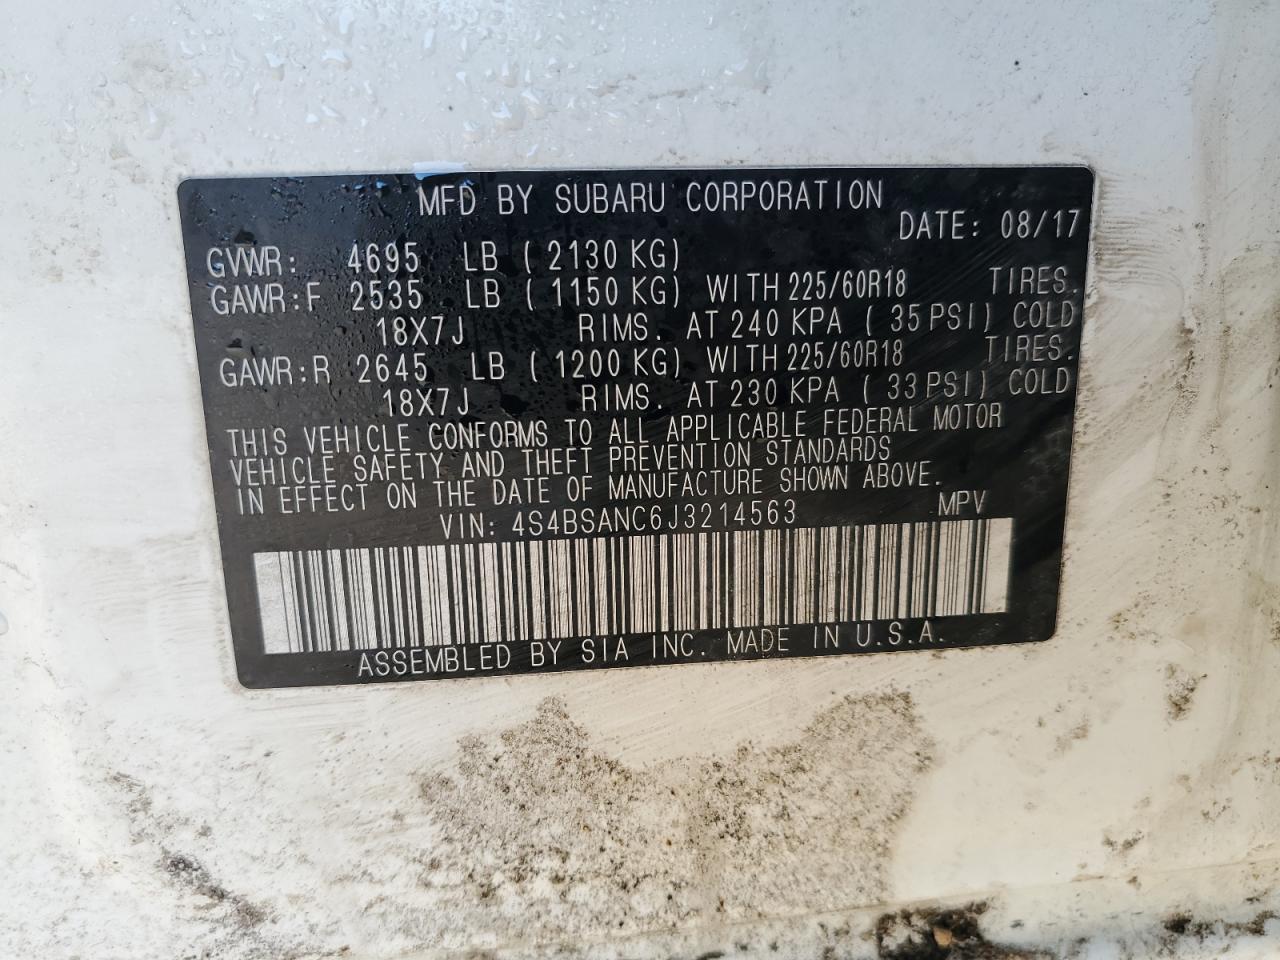 MFD BY SUBARU CORPORATION
DATE: 08/17
GVWR: 4695 LB ( 2130 KG)
GAWR:F 2535 LB ( 1150 KG) WITH 225/60R18 TIRES.
18X7J RIMS. AT 240 KPA ( 35 PSI) COLD
GAWR:R 2645 LB ( 1200 KG) WITH 225/60R18 TIRES.
18X7J RIMS. AT 230 KPA ( 33 PSI) COLD
THIS VEHICLE CONFORMS TO ALL APPLICABLE FEDERAL MOTOR
VEHICLE SAFETY AND THEFT PREVENTION STANDARDS
IN EFFECT ON THE DATE OF MANUFACTURE SHOWN ABOVE.
VIN: 4S4BSANC6J3214563 MPV
ASSEMBLED BY SIA INC. MADE IN U.S.A.